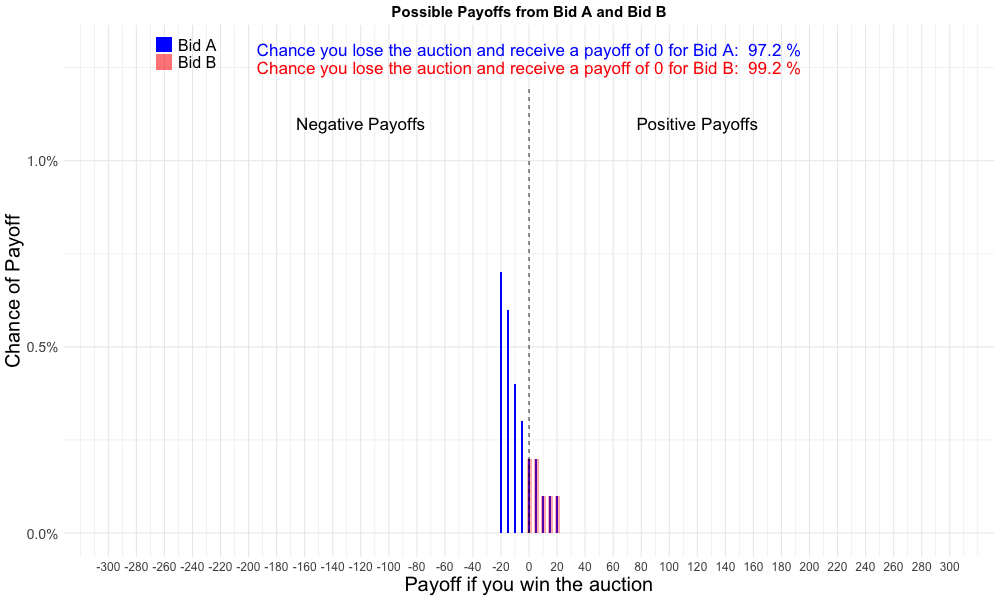 Possible Payoffs from Bid A and Bid B
Bid A
Bid B
Chance you lose the auction and receive a payoff of 0 for Bid A:  97.2 %
Chance you lose the auction and receive a payoff of 0 for Bid B:  99.2 %
Negative Payoffs
Positive Payoffs
Chance of Payoff
1.0%
0.5%
0.0%
-300 -280 -260 -240 -220 -200 -180 -160 -140 -120 -100 -80 -60 -40 -20 0 20 40 60 80 100 120 140 160 180 200 220 240 260 280 300
Payoff if you win the auction